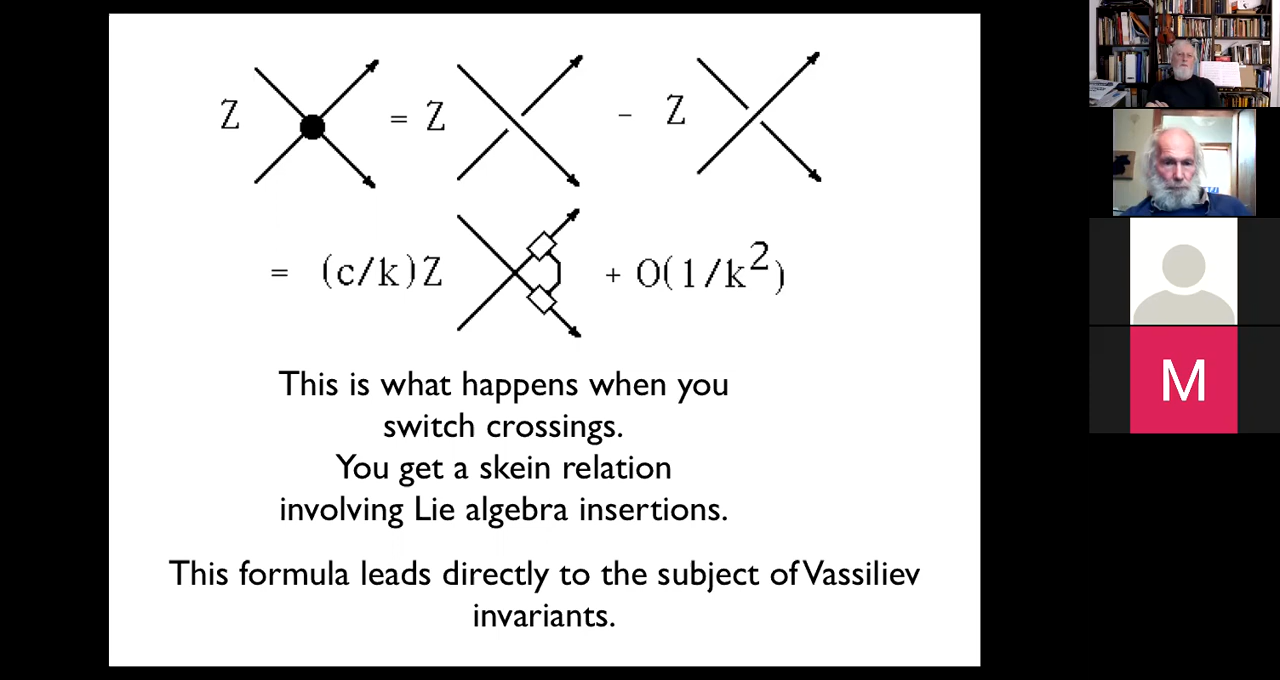 Z = Z - Z
= (c/k)Z + O(1/k²)
This is what happens when you
switch crossings.
You get a skein relation
involving Lie algebra insertions.
This formula leads directly to the subject of Vassiliev
invariants.
M